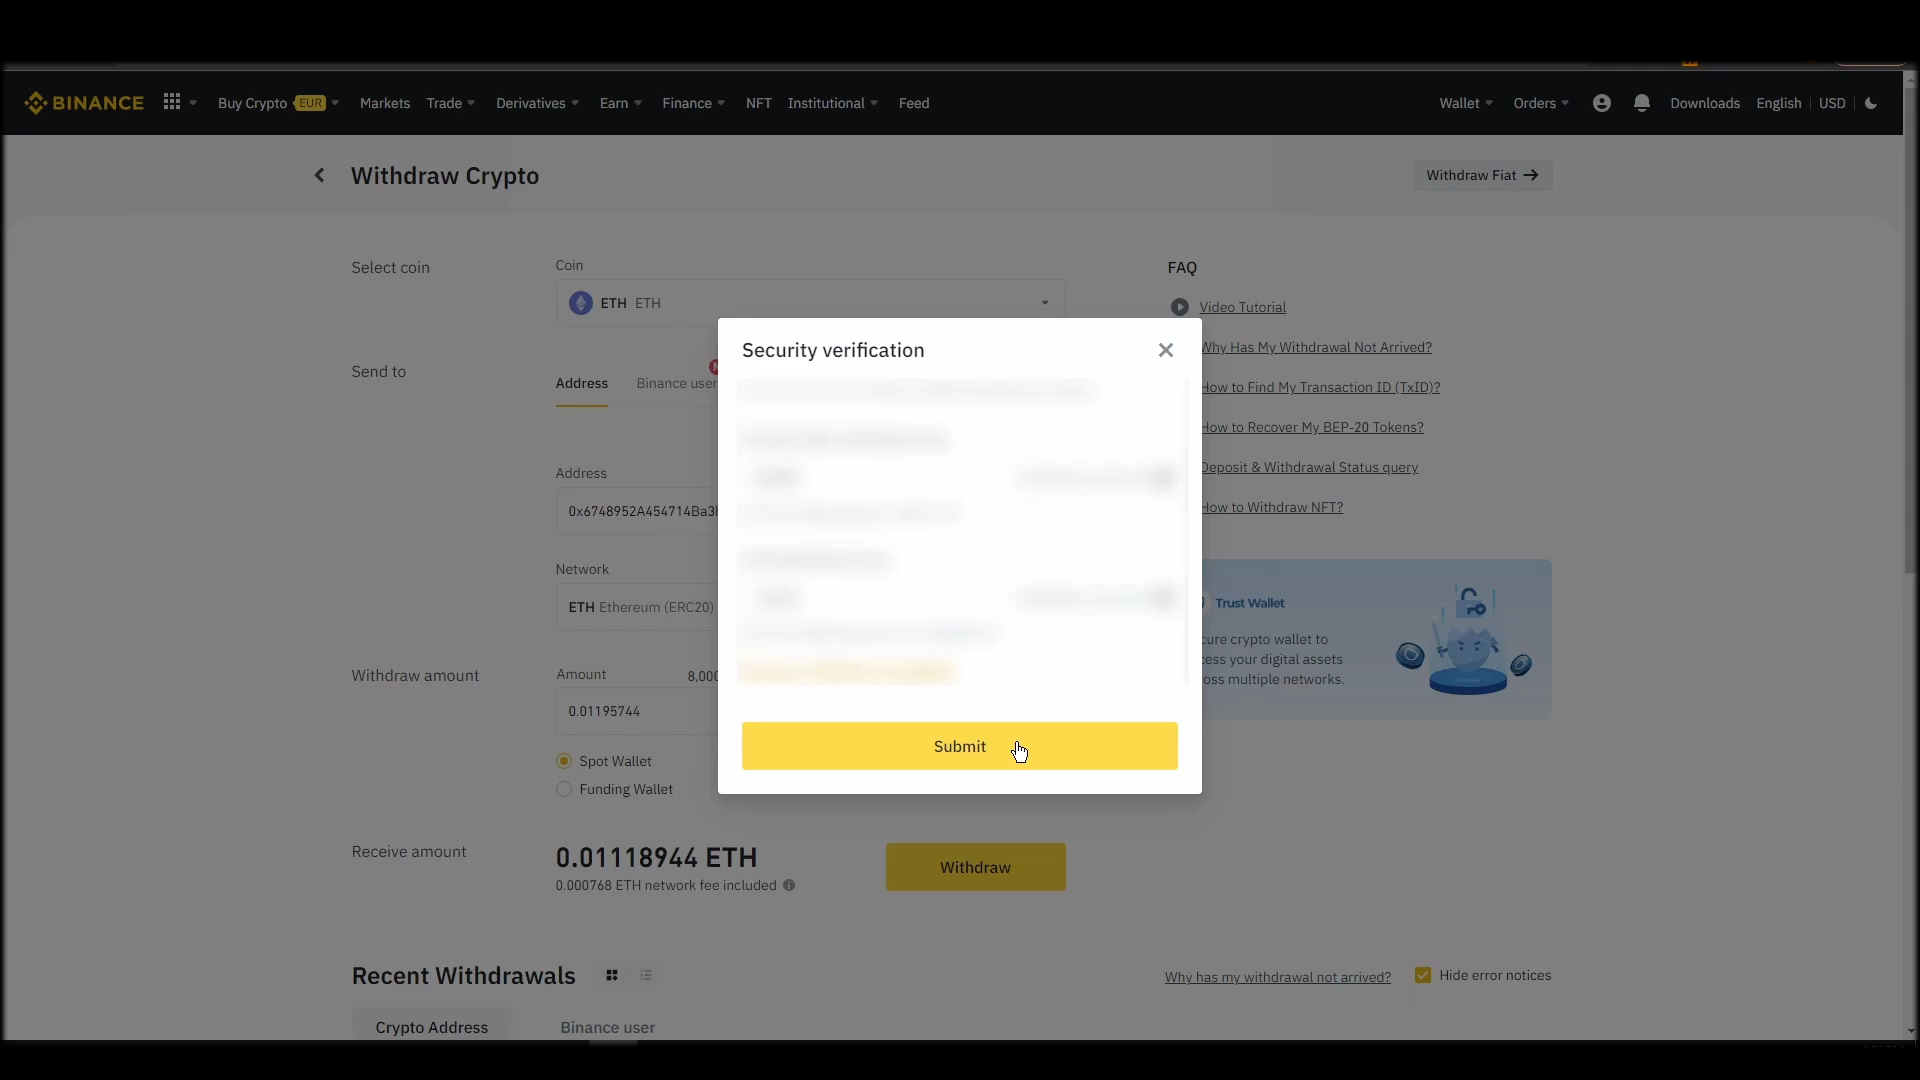 BINANCE
Buy Crypto EUR Markets Trade Derivatives Earn Finance NFT Institutional Feed
Wallet Orders Downloads English USD
Withdraw Crypto
Withdraw Fiat →
Select coin
Coin
ETH ETH
Send to
Address Binance user
Address
0x6748952A454714Ba3
Network
ETH Ethereum (ERC20)
Withdraw amount
Amount 8,000
0.01195744
Spot Wallet
Funding Wallet
Receive amount
0.01118944 ETH
0.000768 ETH network fee included
Withdraw
Security verification
Submit
FAQ
Video Tutorial
Why Has My Withdrawal Not Arrived?
How to Find My Transaction ID (TxID)?
How to Recover My BEP-20 Tokens?
Deposit & Withdrawal Status query
How to Withdraw NFT?
Trust Wallet
cure crypto wallet to
cess your digital assets
oss multiple networks.
Recent Withdrawals
Why has my withdrawal not arrived?
Hide error notices
Crypto Address Binance user